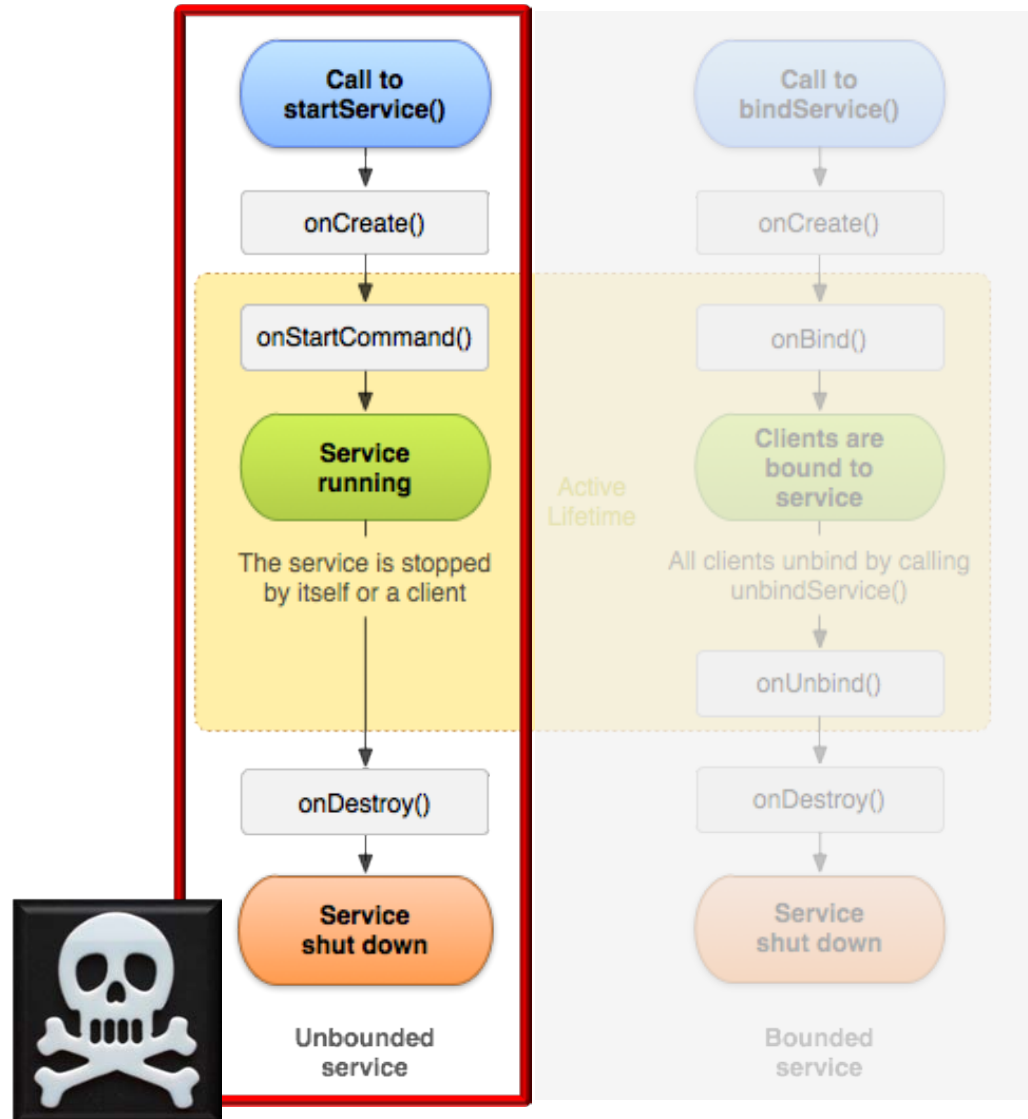 Call to
startService()
onCreate()
onStartCommand()
Service
running
The service is stopped
by itself or a client
onDestroy()
Service
shut down
Unbounded
service
Active
Lifetime
Call to
bindService()
onCreate()
onBind()
Clients are
bound to
service
All clients unbind by calling
unbindService()
onUnbind()
onDestroy()
Service
shut down
Bounded
service